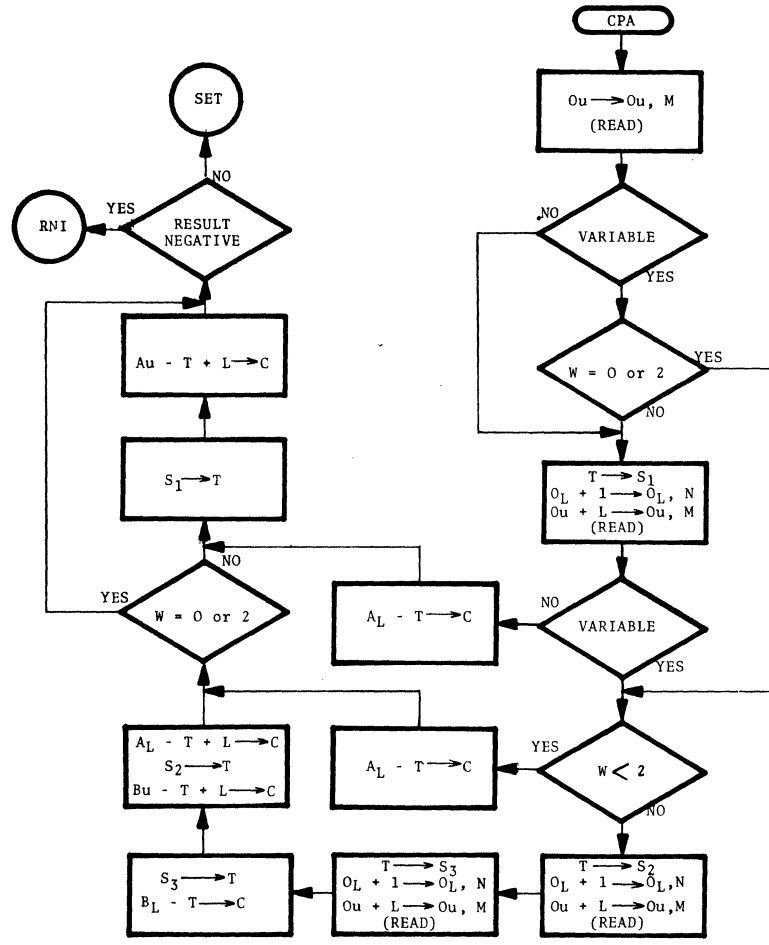 CPA
Ou → Ou, M
(READ)
SET
NO
YES
RNI
RESULT
NEGATIVE
NO
VARIABLE
YES
Au - T + L → C
W = O or 2
YES
NO
S1 → T
T → S1
OL + 1 → OL, N
Ou + L → Ou, M
(READ)
NO
YES
W = O or 2
AL - T → C
NO
VARIABLE
YES
AL - T + L → C
S2 → T
Bu - T + L → C
AL - T → C
YES
W < 2
NO
S3 → T
BL - T → C
T → S3
OL + 1 → OL, N
Ou + L → Ou, M
(READ)
T → S2
OL + 1 → OL, N
Ou + L → Ou, M
(READ)